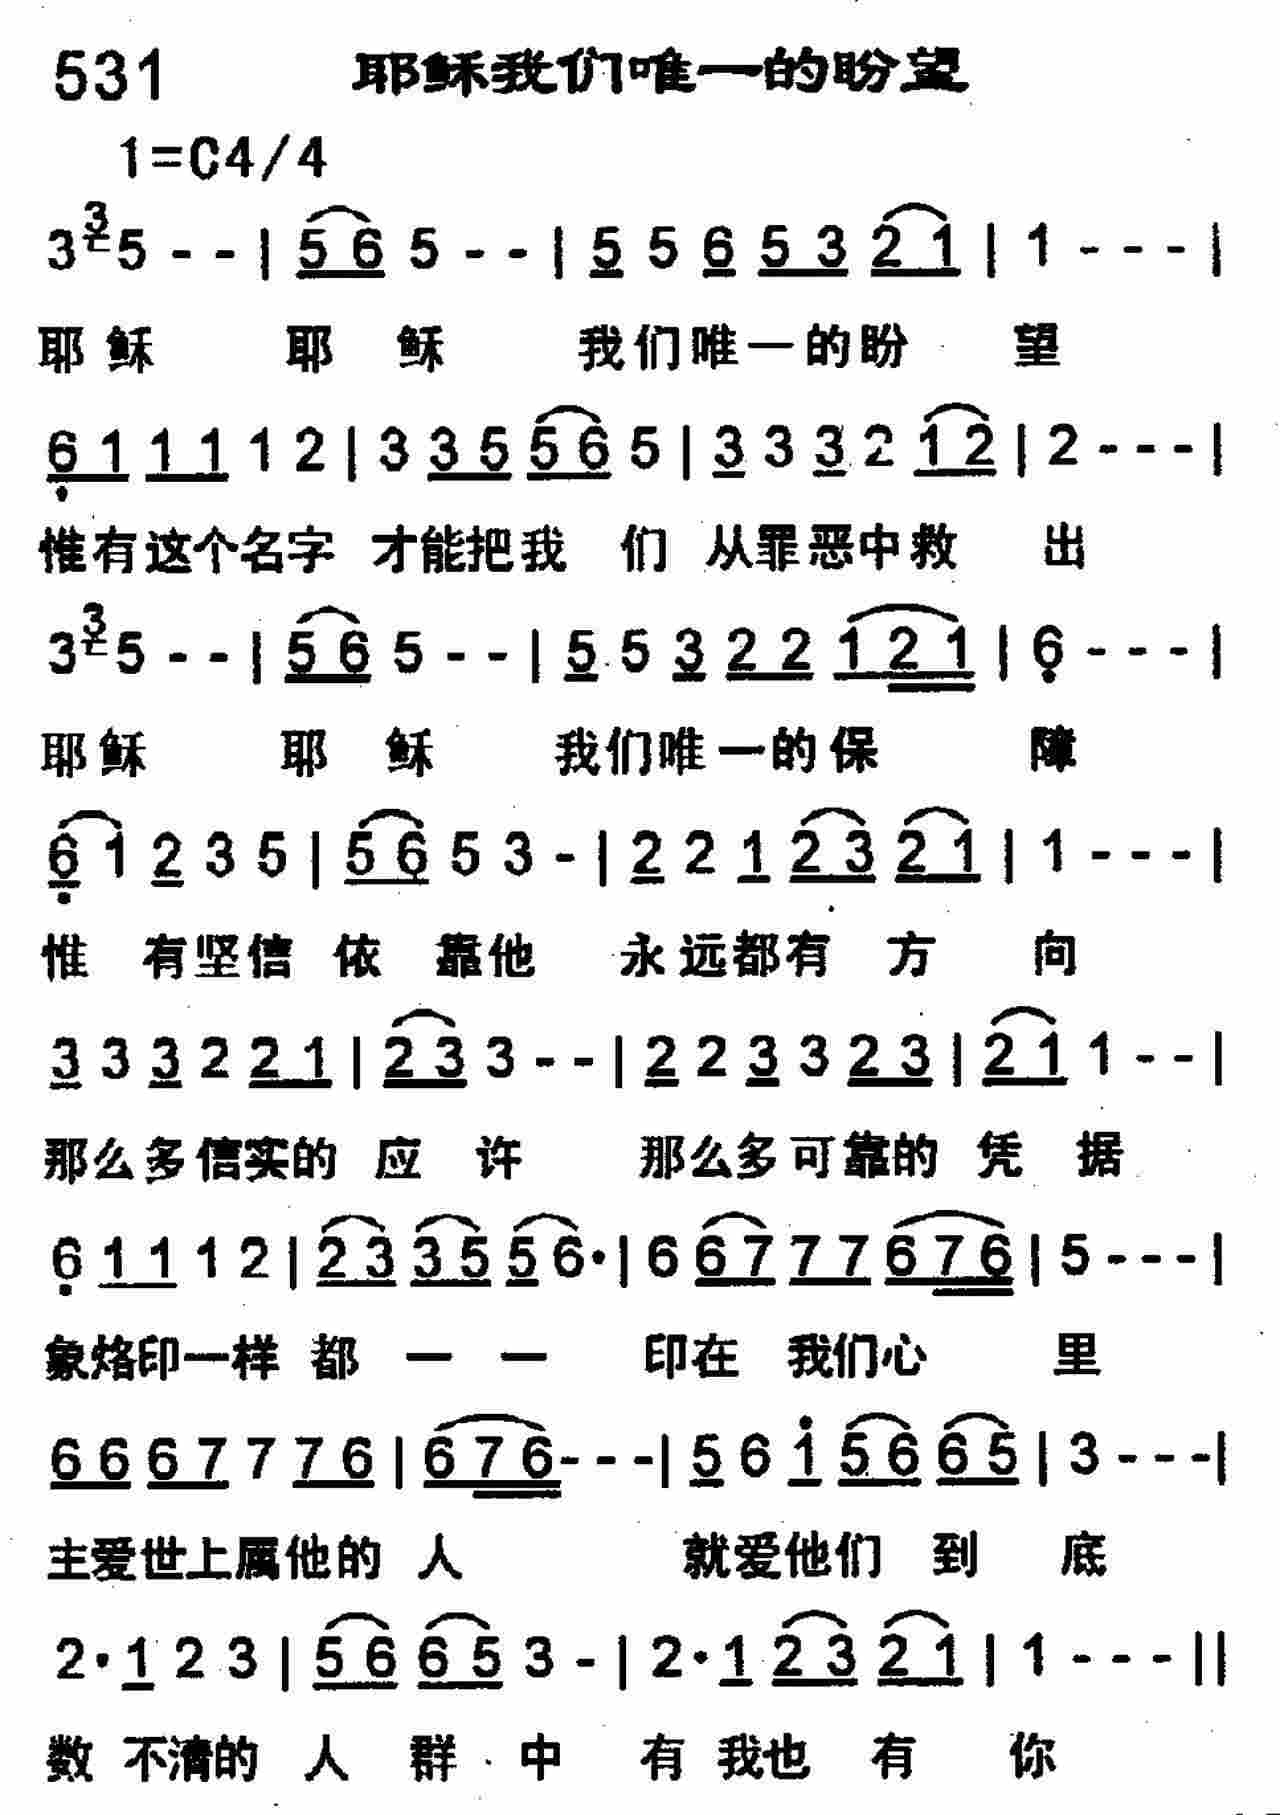 531 耶稣我们唯一的盼望
1=C4/4
3 3 5 - - | 5 6 5 - - | 5 5 6 5 3 2 1 | 1 - - - |
耶稣 耶 稣 我们唯一的盼 望
6 1 1 1 1 2 | 3 3 5 5 6 5 | 3 3 3 2 1 2 | 2 - - - |
惟有这个名字 才能把我 们 从罪恶中救 出
3 3 5 - - | 5 6 5 - - | 5 5 3 2 2 1 2 1 | 6 - - - |
耶稣 耶 稣 我们唯一的保 障
6 1 2 3 5 | 5 6 5 3 - | 2 2 1 2 3 2 1 | 1 - - - |
惟 有坚信 依 靠他 永远都有 方 向
3 3 3 2 2 1 | 2 3 3 - - | 2 2 3 3 2 3 | 2 1 1 - - |
那么多信实的 应 许 那么多可靠的 凭 据
6 1 1 1 2 | 2 3 3 5 5 6· | 6 6 7 7 7 6 7 6 | 5 - - - |
象烙印一样 都 一 一 印在 我们心 里
6 6 6 7 7 7 6 | 6 7 6 - - - | 5 6 1 5 6 6 5 | 3 - - - |
主爱世上属他的 人 就爱他们 到 底
2· 1 2 3 | 5 6 6 5 3 - | 2· 1 2 3 2 1 | 1 - - - ||
数 不清的 人 群 中 有 我也 有 你